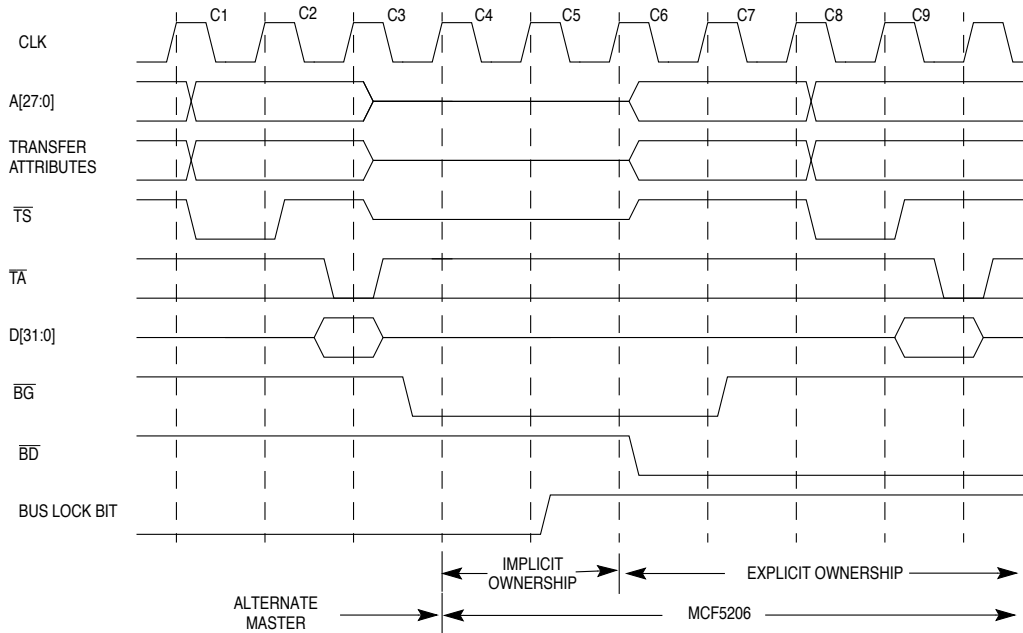 C1 C2 C3 C4 C5 C6 C7 C8 C9
CLK
A[27:0]
TRANSFER
ATTRIBUTES
TS
TA
D[31:0]
BG
BD
BUS LOCK BIT
IMPLICIT
OWNERSHIP
EXPLICIT OWNERSHIP
ALTERNATE
MASTER
MCF5206